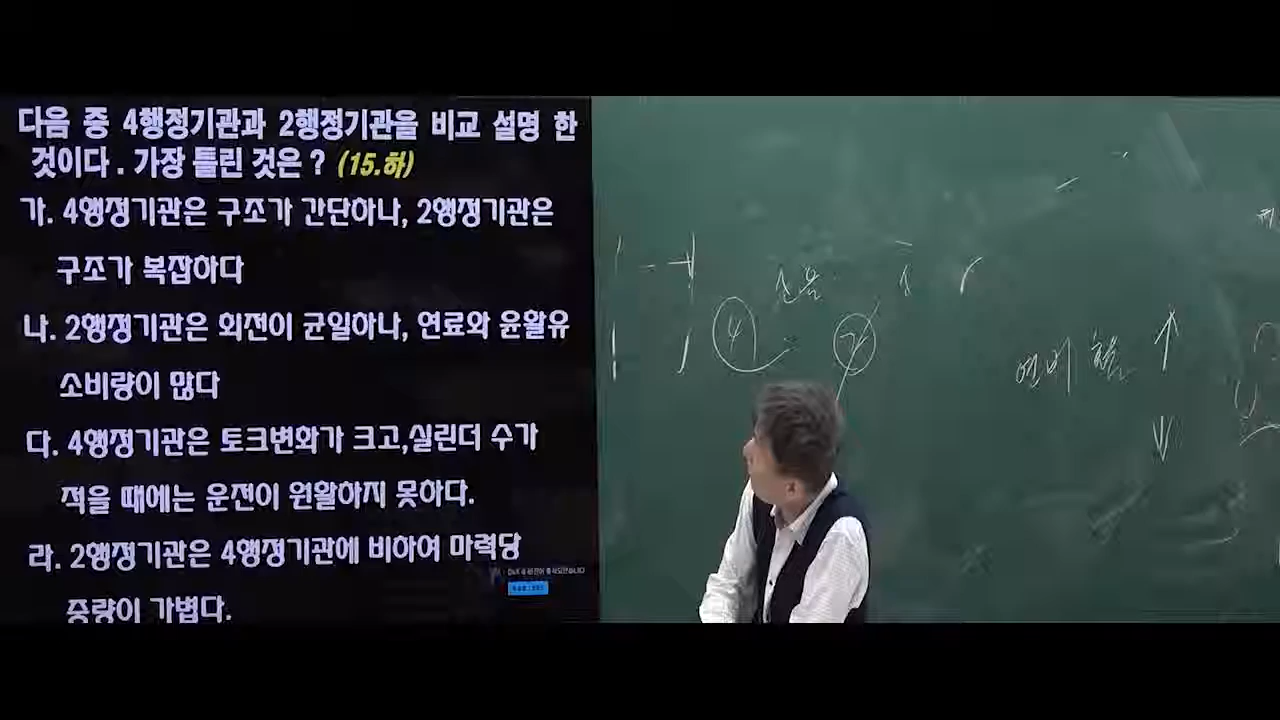 다음 중 4행정기관과 2행정기관을 비교 설명 한
것이다. 가장 틀린 것은? (15.하)
가. 4행정기관은 구조가 간단하나, 2행정기관은
구조가 복잡하다
나. 2행정기관은 회전이 균일하나, 연료와 윤활유
소비량이 많다
다. 4행정기관은 토크변화가 크고,실린더 수가
적을 때에는 운전이 원활하지 못하다.
라. 2행정기관은 4행정기관에 비하여 마력당
중량이 가볍다.
4
연비